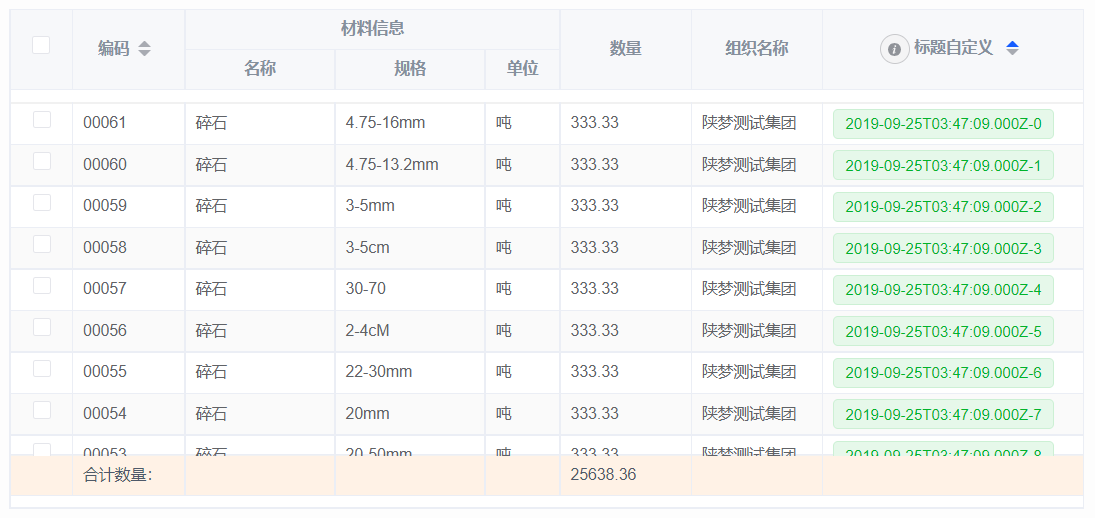 编码 材料信息 数量 组织名称 标题自定义
名称 规格 单位
00061 碎石 4.75-16mm 吨 333.33 陕梦测试集团 2019-09-25T03:47:09.000Z-0
00060 碎石 4.75-13.2mm 吨 333.33 陕梦测试集团 2019-09-25T03:47:09.000Z-1
00059 碎石 3-5mm 吨 333.33 陕梦测试集团 2019-09-25T03:47:09.000Z-2
00058 碎石 3-5cm 吨 333.33 陕梦测试集团 2019-09-25T03:47:09.000Z-3
00057 碎石 30-70 吨 333.33 陕梦测试集团 2019-09-25T03:47:09.000Z-4
00056 碎石 2-4cM 吨 333.33 陕梦测试集团 2019-09-25T03:47:09.000Z-5
00055 碎石 22-30mm 吨 333.33 陕梦测试集团 2019-09-25T03:47:09.000Z-6
00054 碎石 20mm 吨 333.33 陕梦测试集团 2019-09-25T03:47:09.000Z-7
00053 碎石 20-50mm 吨 333.33 陕梦测试集团 2019-09-25T03:47:09.000Z-8
合计数量: 25638.36